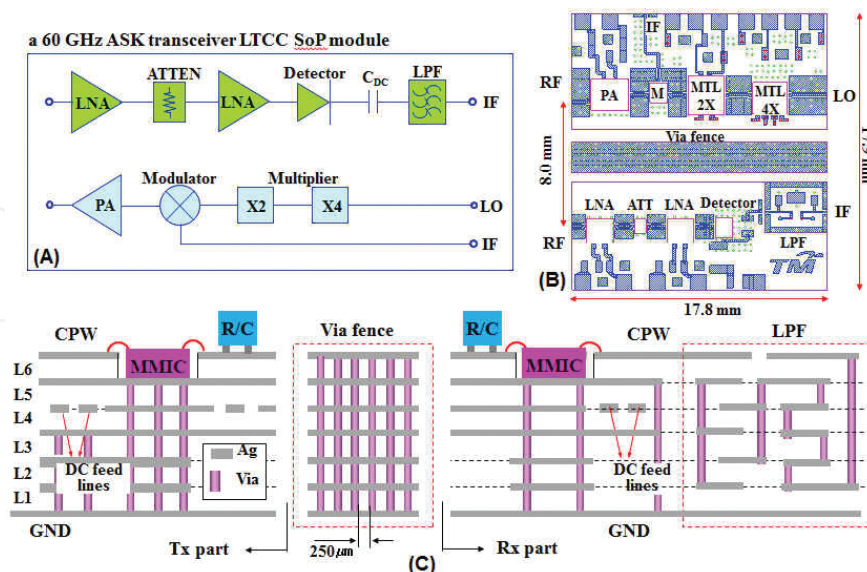 a 60 GHz ASK transceiver LTCC SoP module
ATTEN
Detector
C_DC
LPF
LNA
LNA
IF
Modulator
Multiplier
PA
X2
X4
LO
IF
(A)
IF
RF
PA
M
MTL
2X
MTL
4X
LO
Via fence
8.0 mm
LNA
ATT
LNA
Detector
IF
RF
LPF
TM
(B)
17.8 mm
CPW
R/C
Via fence
R/C
CPW
LPF
MMIC
MMIC
L6
L5
L4
L3
L2
L1
Ag
Via
DC feed
lines
DC feed
lines
GND
GND
Tx part
250㎛
(C)
Rx part